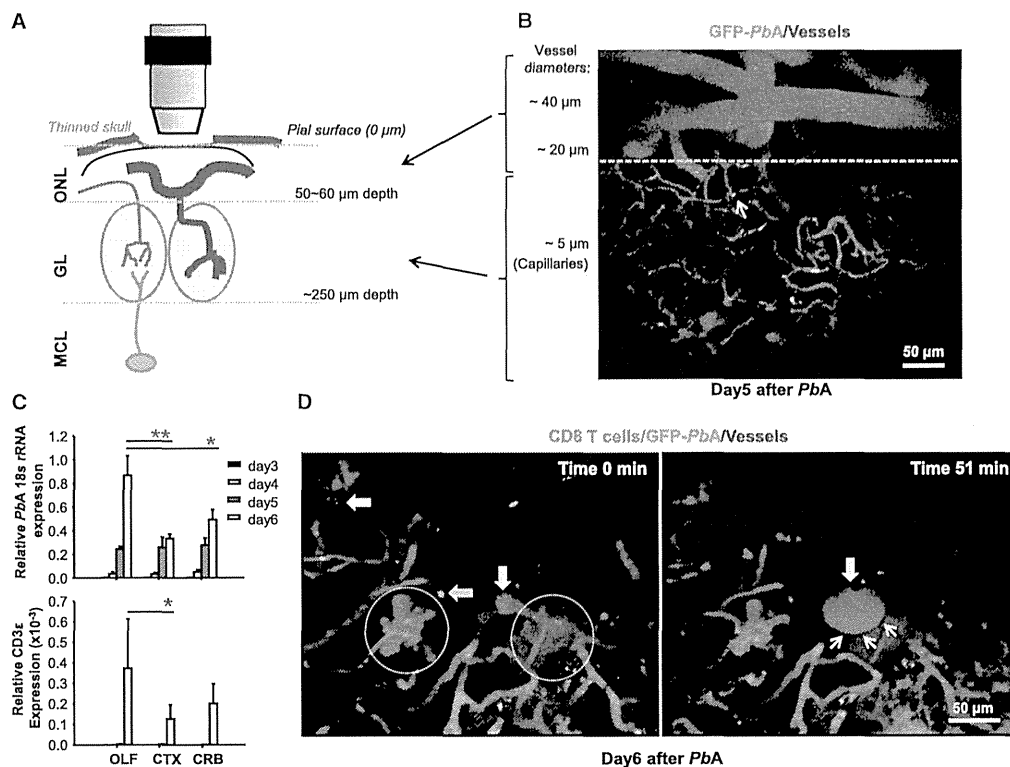 A
Thinned skull
Pial surface (0 µm)
ONL
50~60 µm depth
GL
~250 µm depth
MCL
B
GFP-PbA/Vessels
Vessel
diameters:
~ 40 µm
~ 20 µm
~ 5 µm
(Capillaries)
50 µm
Day5 after PbA
C
Relative PbA 18s rRNA
expression
1.2
1.0
0.8
0.6
0.4
0.2
0.0
**
*
day3
day4
day5
day6
Relative CD3ε
Expression (x10-3)
0.7
0.6
0.5
0.4
0.3
0.2
0.1
0.0
*
OLF CTX CRB
D
CD8 T cells/GFP-PbA/Vessels
Time 0 min
Time 51 min
50 µm
Day6 after PbA